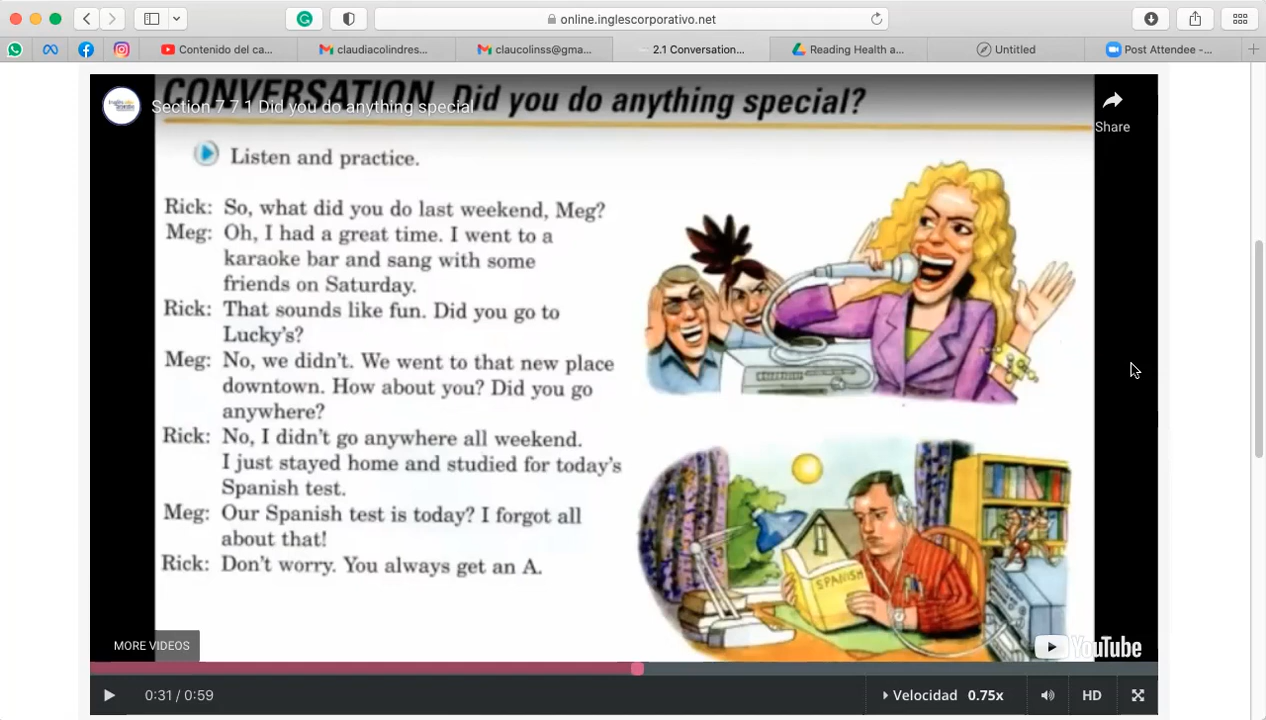 online.inglescorporativo.net
Contenido del ca...
claudiacolindres...
claucolinss@gma...
2.1 Conversation...
Reading Health a...
Untitled
Post Attendee -...
CONVERSATION Did you do anything special?
Section 7 7 1 Did you do anything special
Share
Listen and practice.
Rick: So, what did you do last weekend, Meg?
Meg: Oh, I had a great time. I went to a
karaoke bar and sang with some
friends on Saturday.
Rick: That sounds like fun. Did you go to
Lucky's?
Meg: No, we didn't. We went to that new place
downtown. How about you? Did you go
anywhere?
Rick: No, I didn't go anywhere all weekend.
I just stayed home and studied for today's
Spanish test.
Meg: Our Spanish test is today? I forgot all
about that!
Rick: Don't worry. You always get an A.
SPANISH
MORE VIDEOS
YouTube
0:31 / 0:59
Velocidad 0.75x
HD